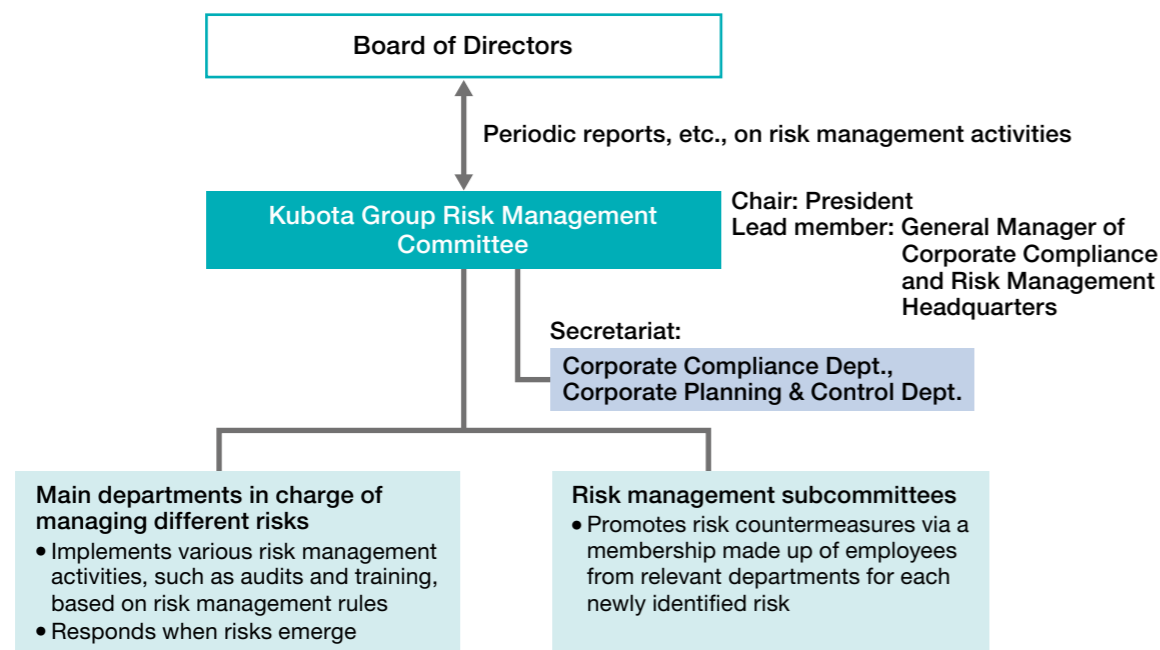 Board of Directors
Periodic reports, etc., on risk management activities
Kubota Group Risk Management
Committee
Chair: President
Lead member: General Manager of
Corporate Compliance
and Risk Management
Headquarters
Secretariat:
Corporate Compliance Dept.,
Corporate Planning & Control Dept.
Main departments in charge of
managing different risks
• Implements various risk management
activities, such as audits and training,
based on risk management rules
• Responds when risks emerge
Risk management subcommittees
• Promotes risk countermeasures via a
membership made up of employees
from relevant departments for each
newly identified risk